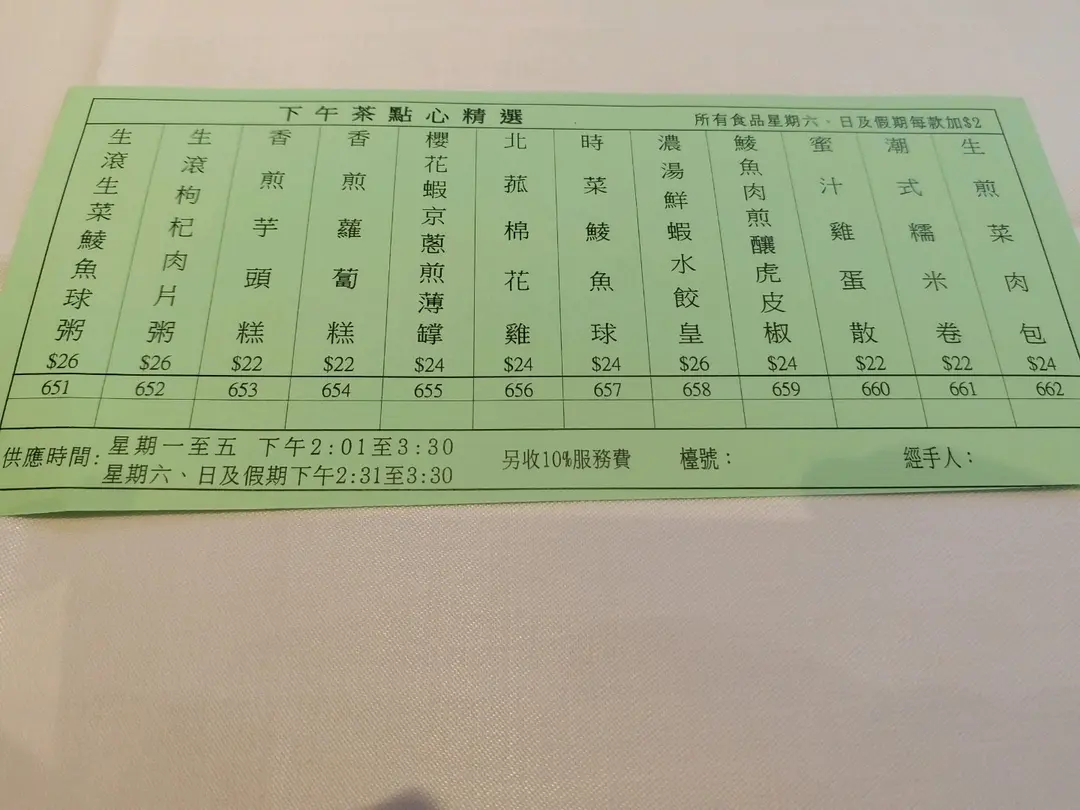 下午茶點心精選
所有食品星期六、日及假期每款加$2
生滾生菜鯪魚球粥
$26
651
生滾枸杞肉片粥
$26
652
香煎芋頭糕
$22
653
香煎蘿蔔糕
$22
654
櫻花蝦京蔥煎薄罉
$24
655
北菰棉花雞
$24
656
時菜鯪魚球
$24
657
濃湯鮮蝦水餃皇
$26
658
鯪魚肉煎釀虎皮椒
$24
659
蜜汁雞蛋散
$22
660
潮式糯米卷
$22
661
生煎菜肉包
$24
662
供應時間:
星期一至五 下午2:01至3:30
星期六、日及假期下午2:31至3:30
另收10%服務費
檯號：
經手人：